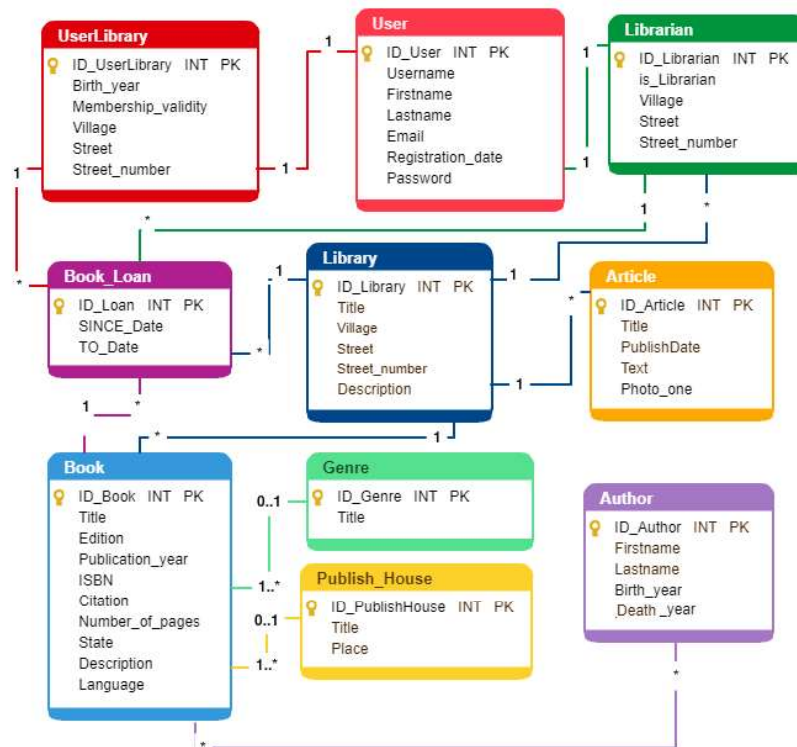 UserLibrary
ID_UserLibrary INT PK
Birth_year
Membership_validity
Village
Street
Street_number
User
ID_User INT PK
Username
Firstname
Lastname
Email
Registration_date
Password
Librarian
ID_Librarian INT PK
is_Librarian
Village
Street
Street_number
1
1
1
1
1
*
*
1
*
Book_Loan
ID_Loan INT PK
SINCE_Date
TO_Date
Library
ID_Library INT PK
Title
Village
Street
Street_number
Description
Article
ID_Article INT PK
Title
PublishDate
Text
Photo_one
1
*
1
*
1
1
*
*
1
Book
ID_Book INT PK
Title
Edition
Publication_year
ISBN
Citation
Number_of_pages
State
Description
Language
Genre
ID_Genre INT PK
Title
0..1
1..*
Publish_House
ID_PublishHouse INT PK
Title
Place
0..1
1..*
Author
ID_Author INT PK
Firstname
Lastname
Birth_year
Death_year
*
*